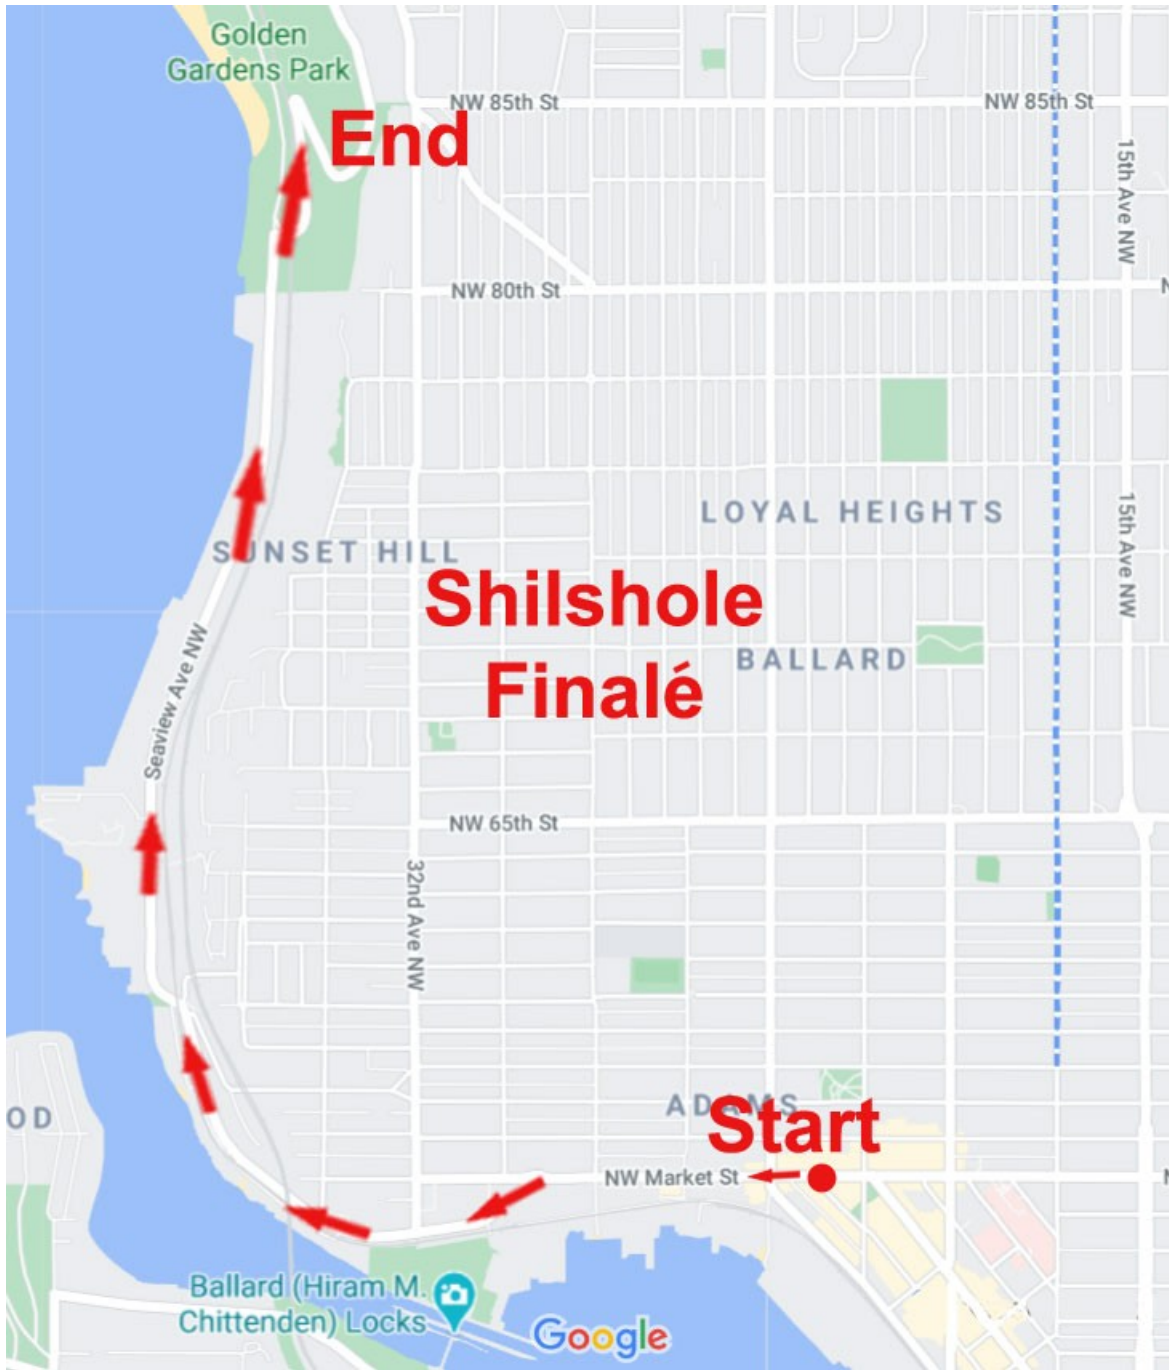 Golden
Gardens Park
NW 85th St
NW 85th St
End
15th Ave NW
NW 80th St
N
LOYAL HEIGHTS
15th Ave NW
SUNSET HILL
Shilshole
Finalé
BALLARD
Seaview Ave NW
NW 65th St
32nd Ave NW
ADAMS
OD
Start
NW Market St
N
Ballard (Hiram M.
Chittenden) Locks
Google